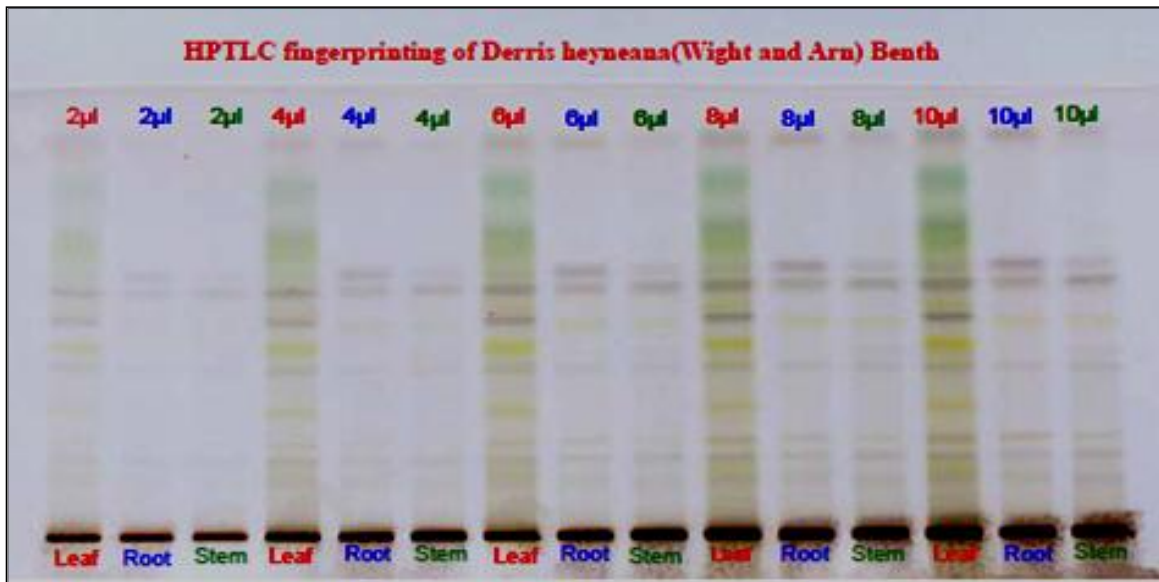 HPTLC fingerprinting of Derris heyneana(Wight and Arn) Benth
2µl 2µl 2µl 4µl 4µl 4µl 6µl 6µl 6µl 8µl 8µl 8µl 10µl 10µl 10µl
Leaf Root Stem Leaf Root Stem Leaf Root Stem Leaf Root Stem Leaf Root Stem